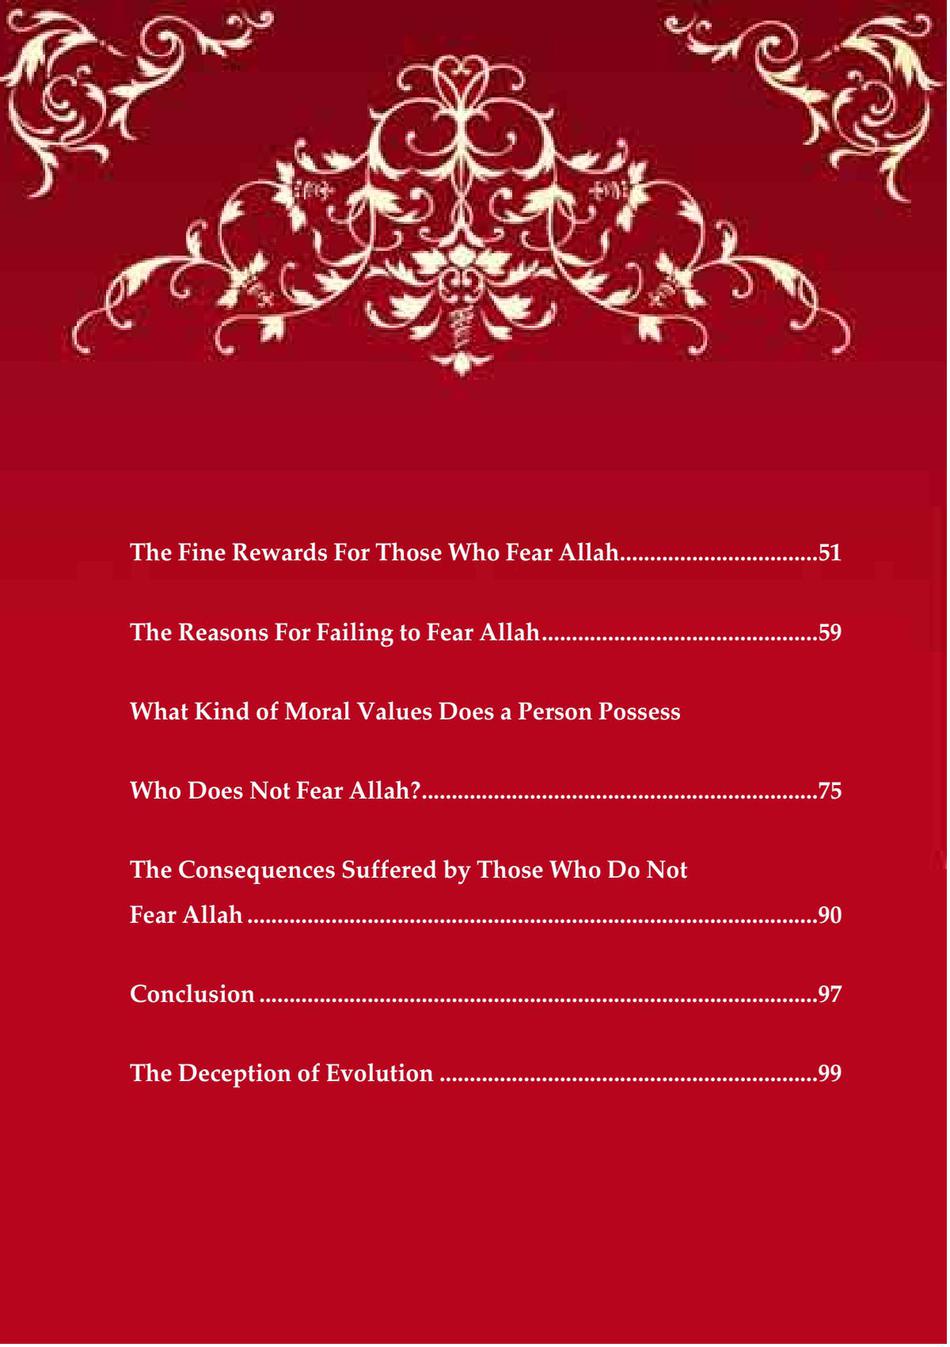 The Fine Rewards For Those Who Fear Allah.................................51
The Reasons For Failing to Fear Allah..............................................59
What Kind of Moral Values Does a Person Possess
Who Does Not Fear Allah?..................................................................75
The Consequences Suffered by Those Who Do Not
Fear Allah ...............................................................................................90
Conclusion .............................................................................................97
The Deception of Evolution ...............................................................99